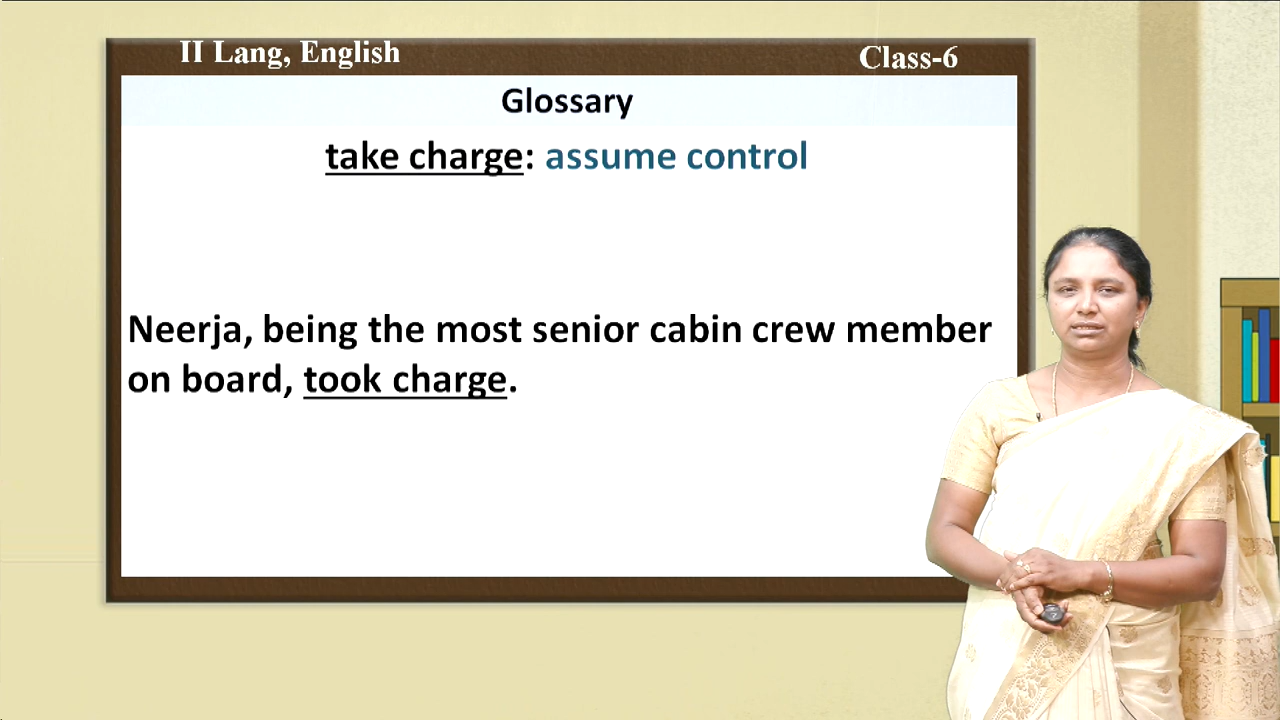 II Lang, English
Class-6
Glossary
take charge: assume control
Neerja, being the most senior cabin crew member
on board, took charge.